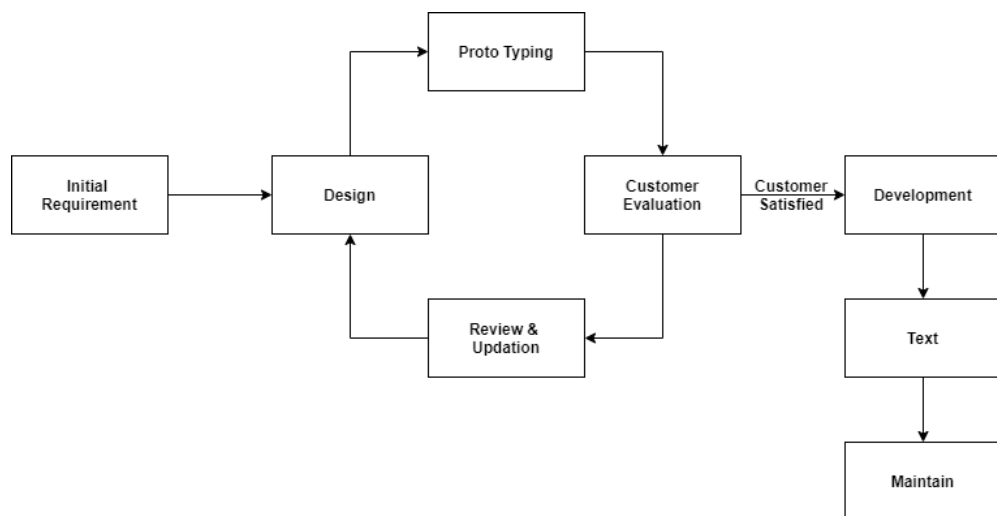 Proto Typing
Initial
Requirement
Design
Customer
Evaluation
Customer
Satisfied
Development
Review &
Updation
Text
Maintain